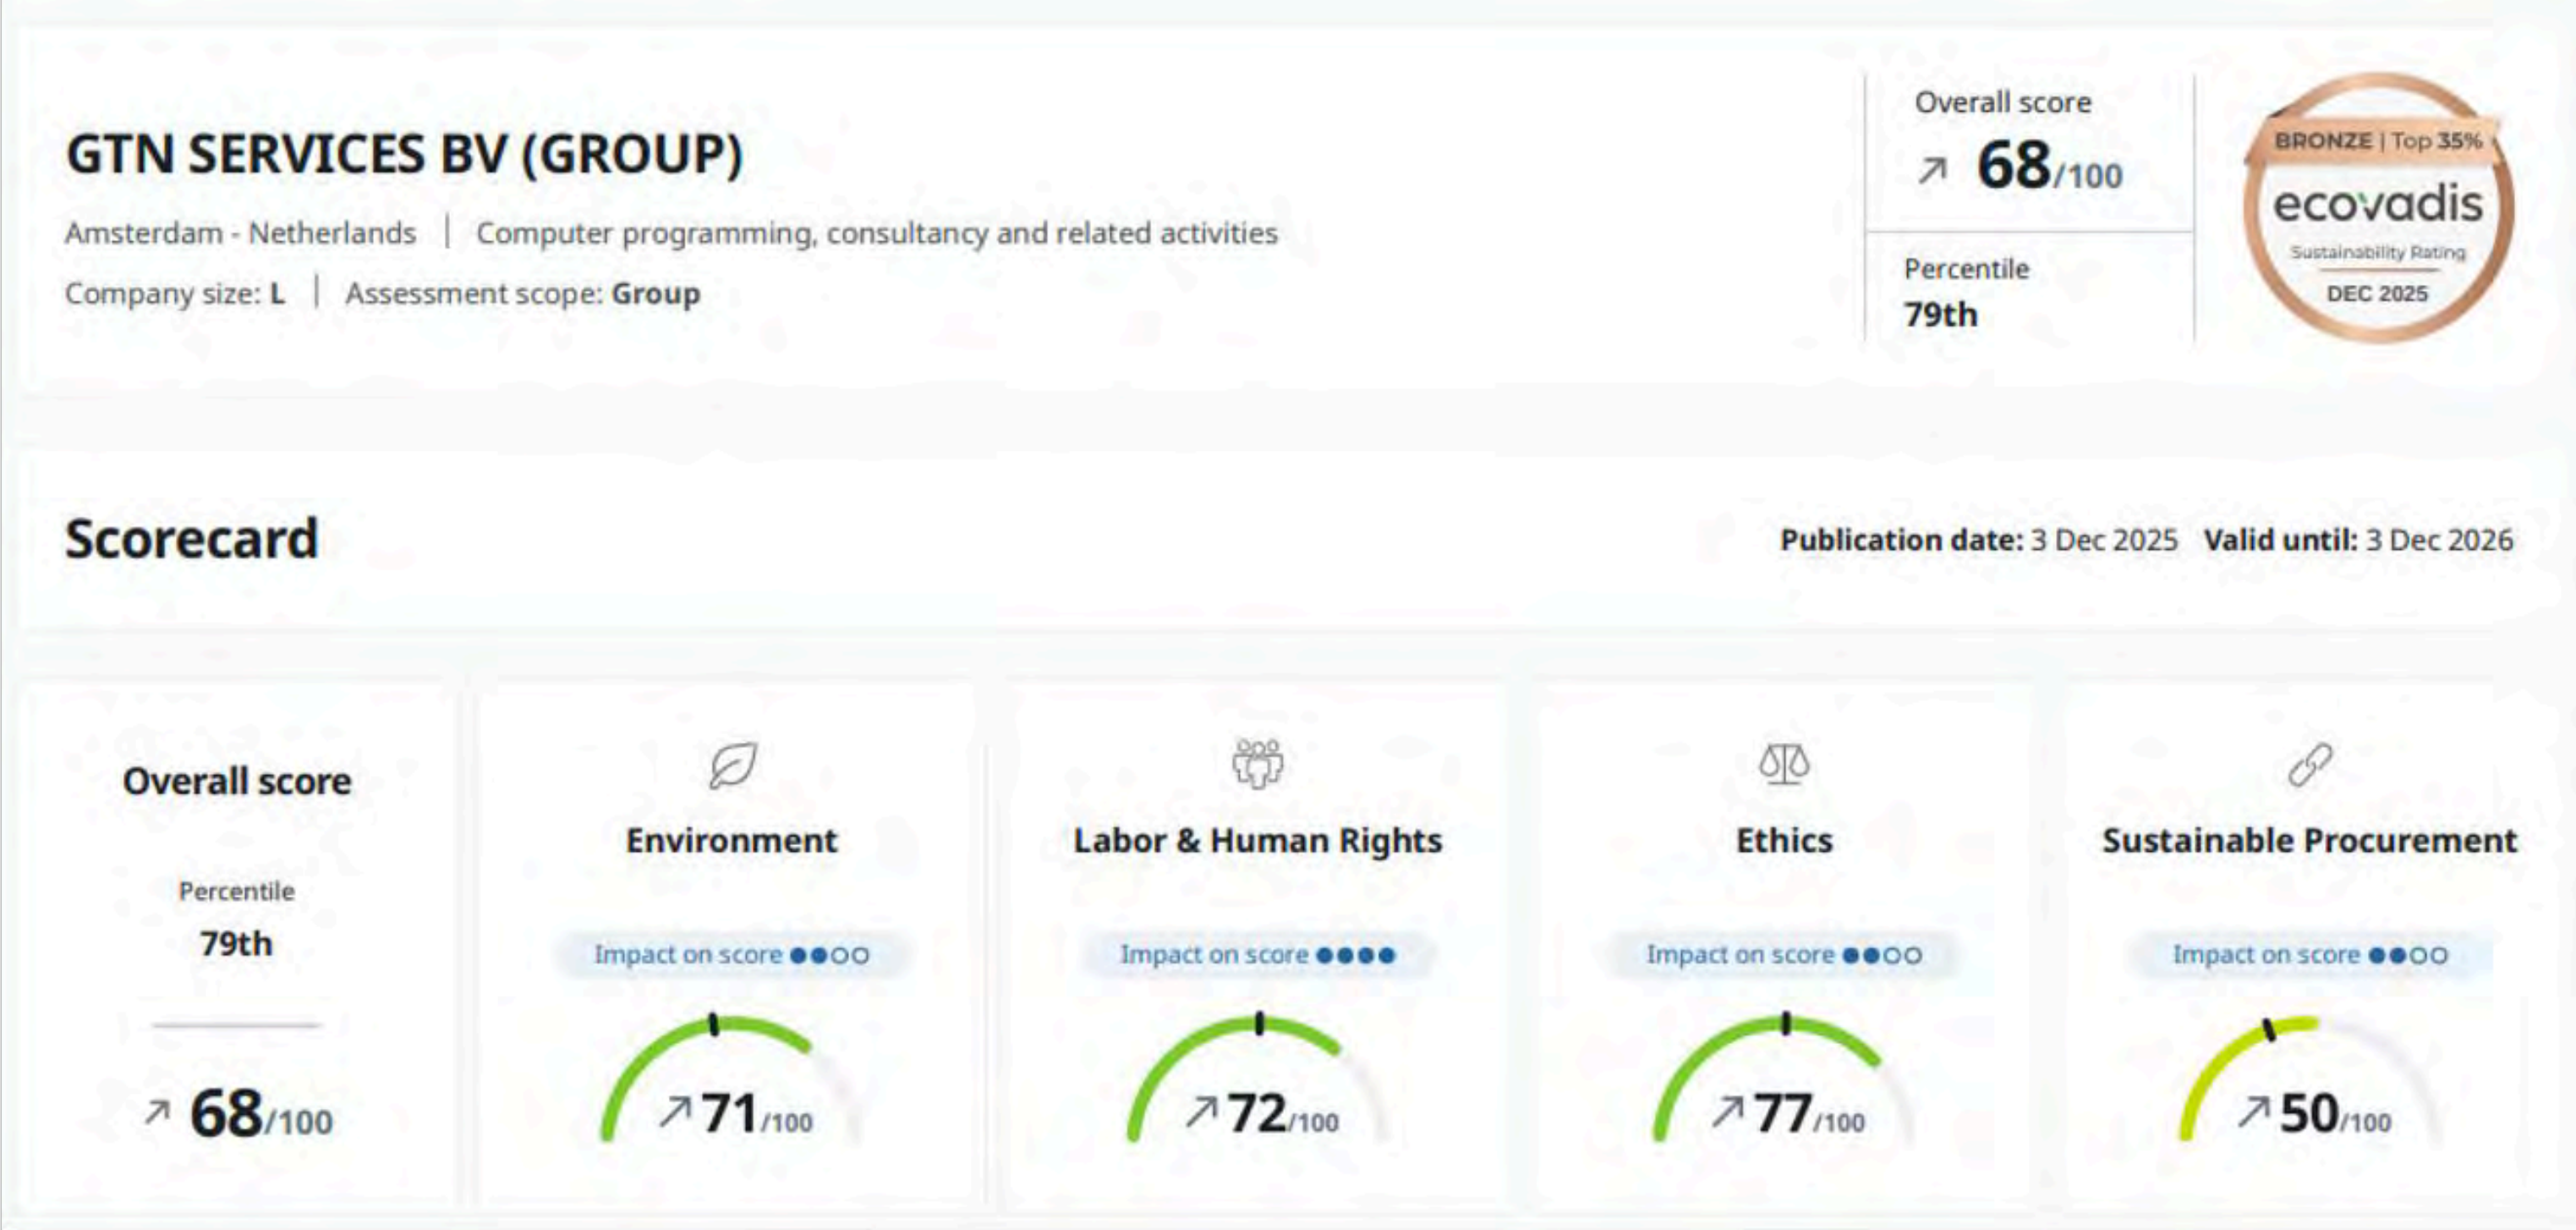 GTN SERVICES BV (GROUP)
Amsterdam - Netherlands | Computer programming, consultancy and related activities
Company size: L | Assessment scope: Group
Overall score
68/100
Percentile
79th
BRONZE | Top 35%
ecovadis
Sustainability Rating
DEC 2025
Scorecard
Publication date: 3 Dec 2025 Valid until: 3 Dec 2026
Overall score
Percentile
79th
68/100
Environment
Impact on score
71/100
Labor & Human Rights
Impact on score
72/100
Ethics
Impact on score
77/100
Sustainable Procurement
Impact on score
50/100